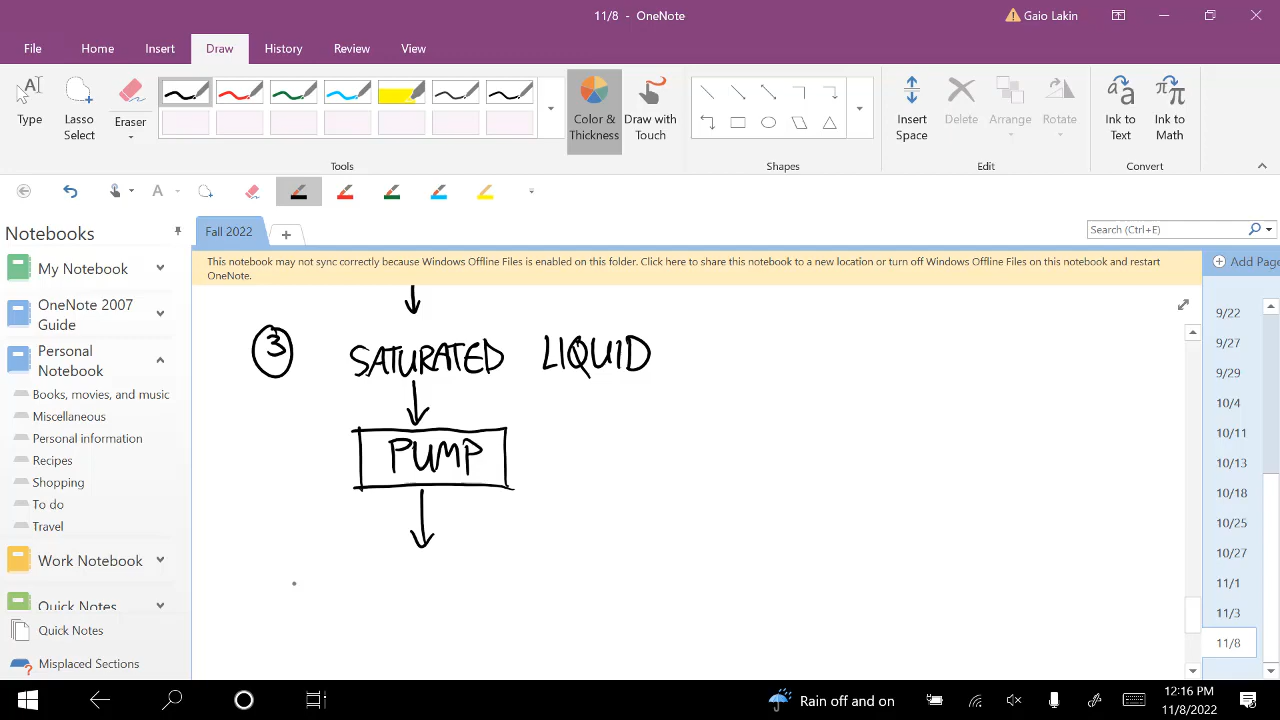 11/8 - OneNote
Gaio Lakin
File Home Insert Draw History Review View
Type
Lasso Select
Eraser
Color & Thickness
Draw with Touch
Insert Space
Delete
Arrange
Rotate
Ink to Text
Ink to Math
Tools
Shapes
Edit
Convert
A
Notebooks
Fall 2022
Search (Ctrl+E)
This notebook may not sync correctly because Windows Offline Files is enabled on this folder. Click here to share this notebook to a new location or turn off Windows Offline Files on this notebook and restart
OneNote.
Add Page
My Notebook
OneNote 2007
Guide
Personal
Notebook
Books, movies, and music
Miscellaneous
Personal information
Recipes
Shopping
To do
Travel
Work Notebook
Quick Notes
Quick Notes
Misplaced Sections
3 SATURATED LIQUID
PUMP
9/22
9/27
9/29
10/4
10/11
10/13
10/18
10/25
10/27
11/1
11/3
11/8
Rain off and on
12:16 PM
11/8/2022